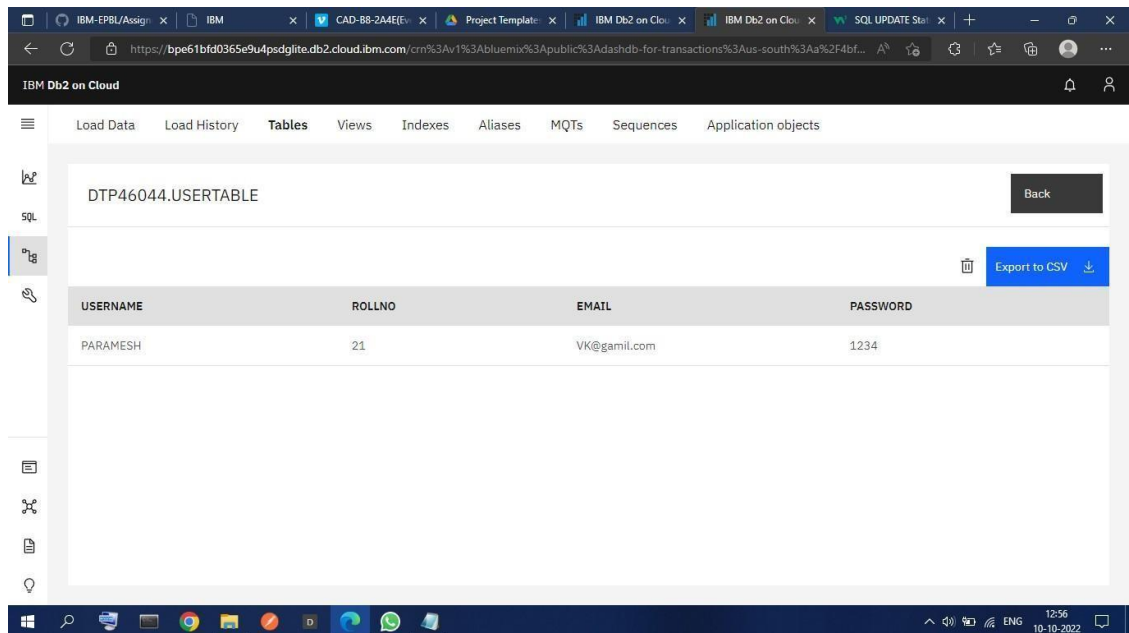 IBM-EPBL/Assign IBM CAD-B8-2A4E(Ev Project Template IBM Db2 on Clou IBM Db2 on Clou SQL UPDATE Stat
https://bpe61bfd0365e9u4psdglite.db2.cloud.ibm.com/crn%3Av1%3Abluemix%3Apublic%3Adashdb-for-transactions%3Aus-south%3Aa%2F4bf...
IBM Db2 on Cloud
Load Data Load History Tables Views Indexes Aliases MQTs Sequences Application objects
DTP46044.USERTABLE Back
SQL
Export to CSV
USERNAME ROLLNO EMAIL PASSWORD
PARAMESH 21 VK@gamil.com 1234
ENG 12:56
10-10-2022